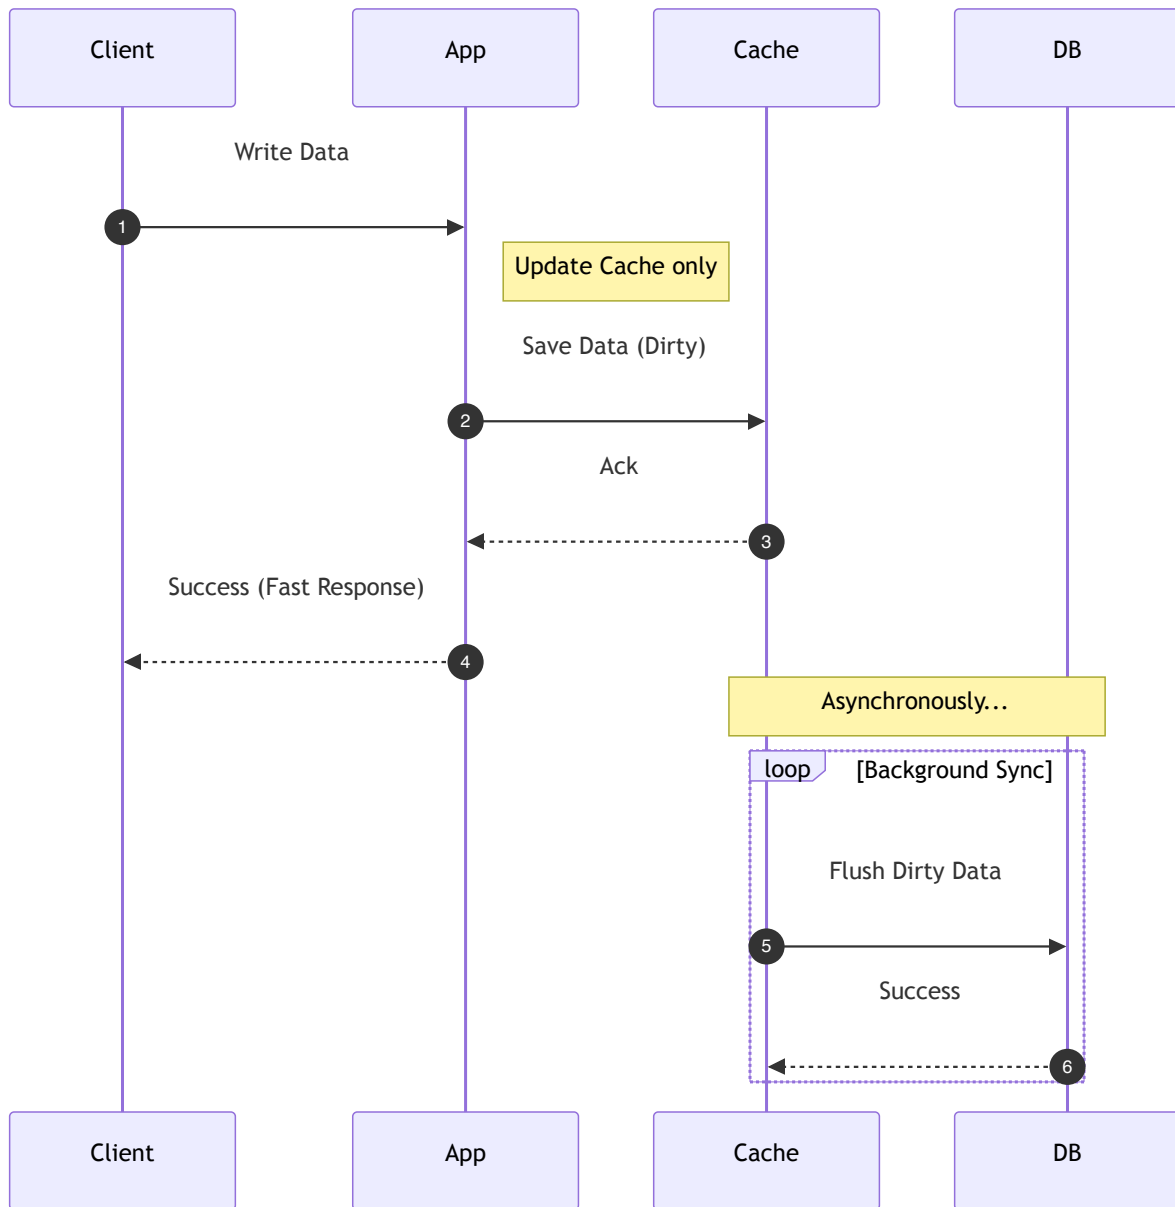 Client
App
Cache
DB
Write Data
1
Update Cache only
Save Data (Dirty)
2
Ack
3
Success (Fast Response)
4
Asynchronously...
loop
[Background Sync]
Flush Dirty Data
5
Success
6
Client
App
Cache
DB